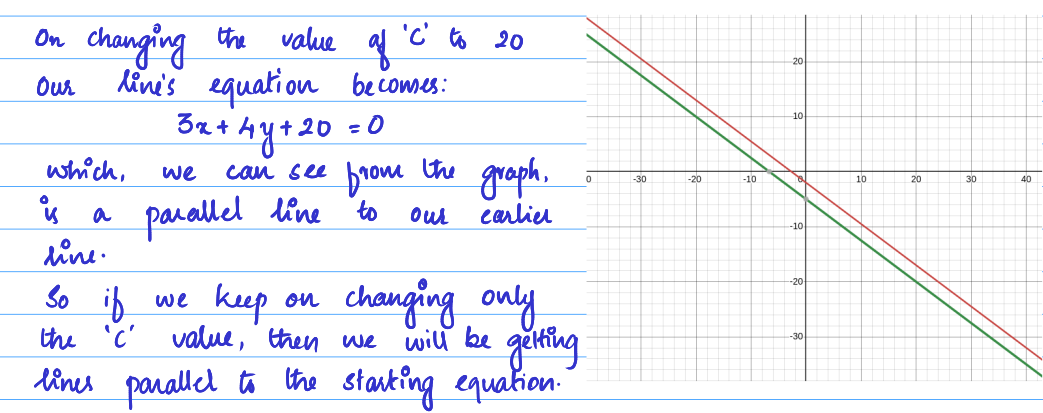 On changing the value of 'C' to 20
Our line's equation becomes:
3x + 4y + 20 = 0
which, we can see from the graph,
is a parallel line to our earlier
line.
So if we keep on changing only
the 'C' value, then we will be getting
lines parallel to the starting equation.
20
10
0 -30 -20 -10 0 10 20 30 40
-10
-20
-30